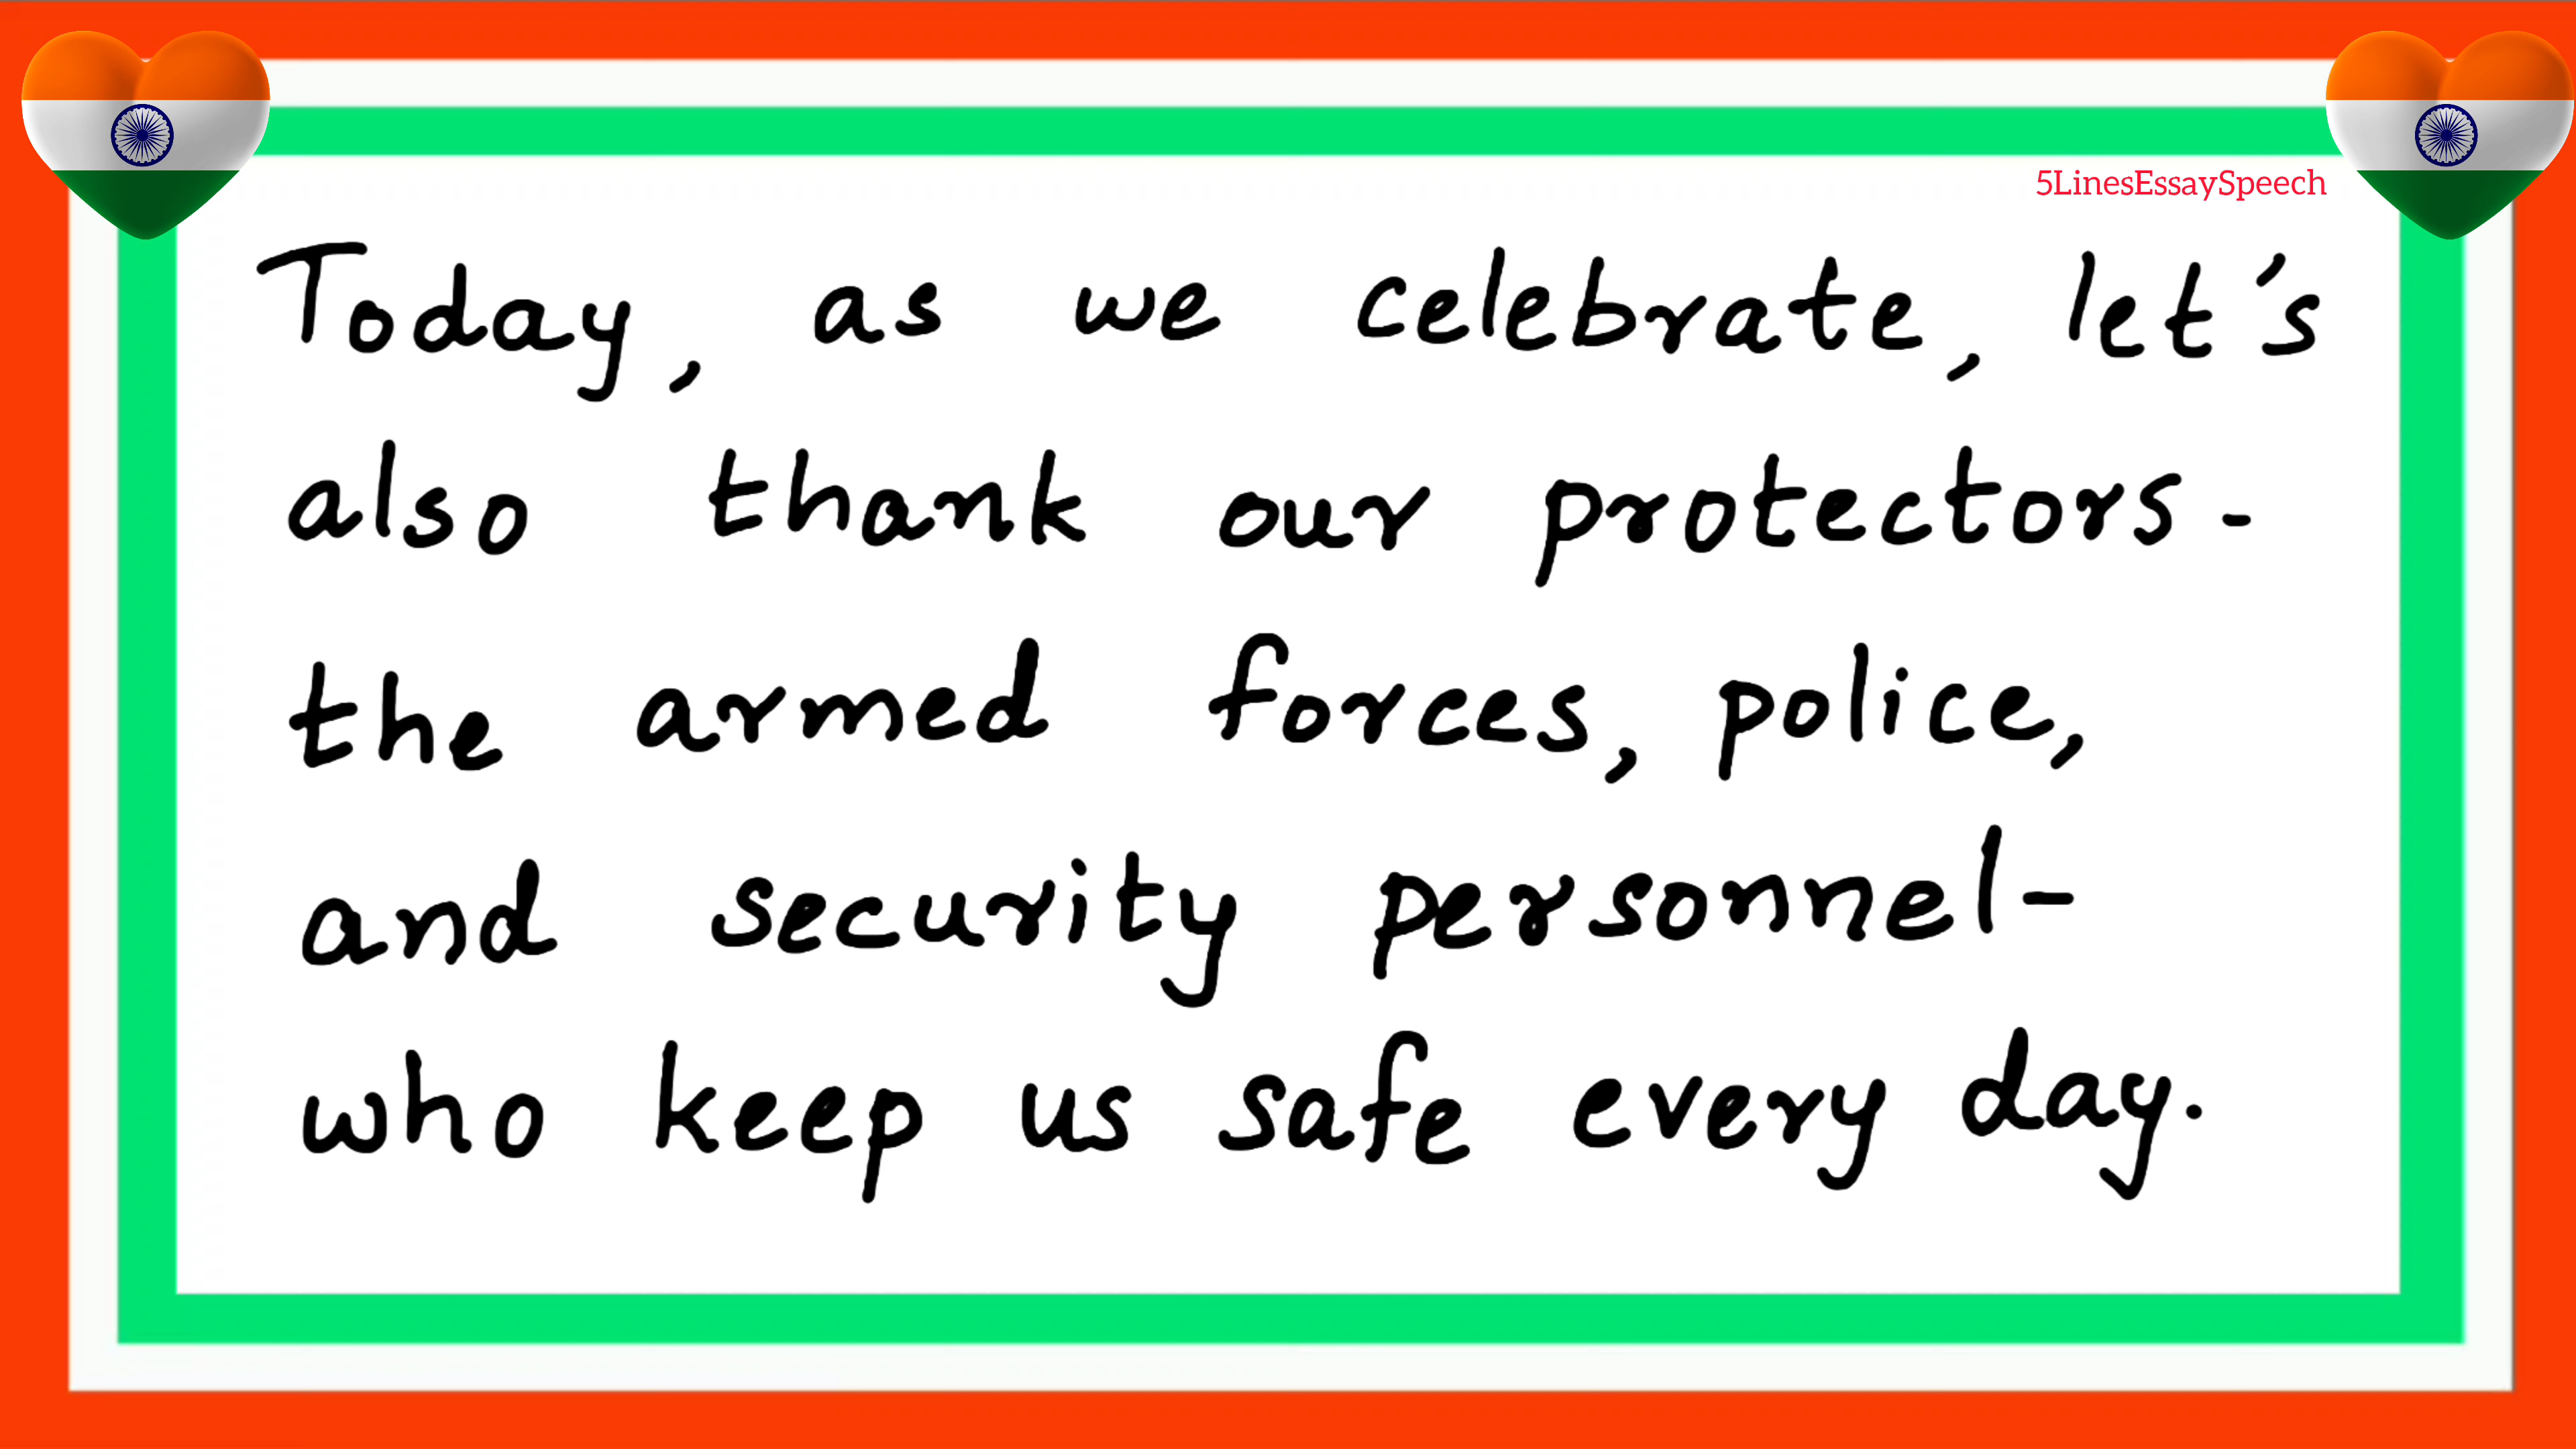 5LinesEssaySpeech
Today, as we celebrate, let's
also thank our protectors -
the armed forces, police,
and security personnel-
who keep us safe every day.